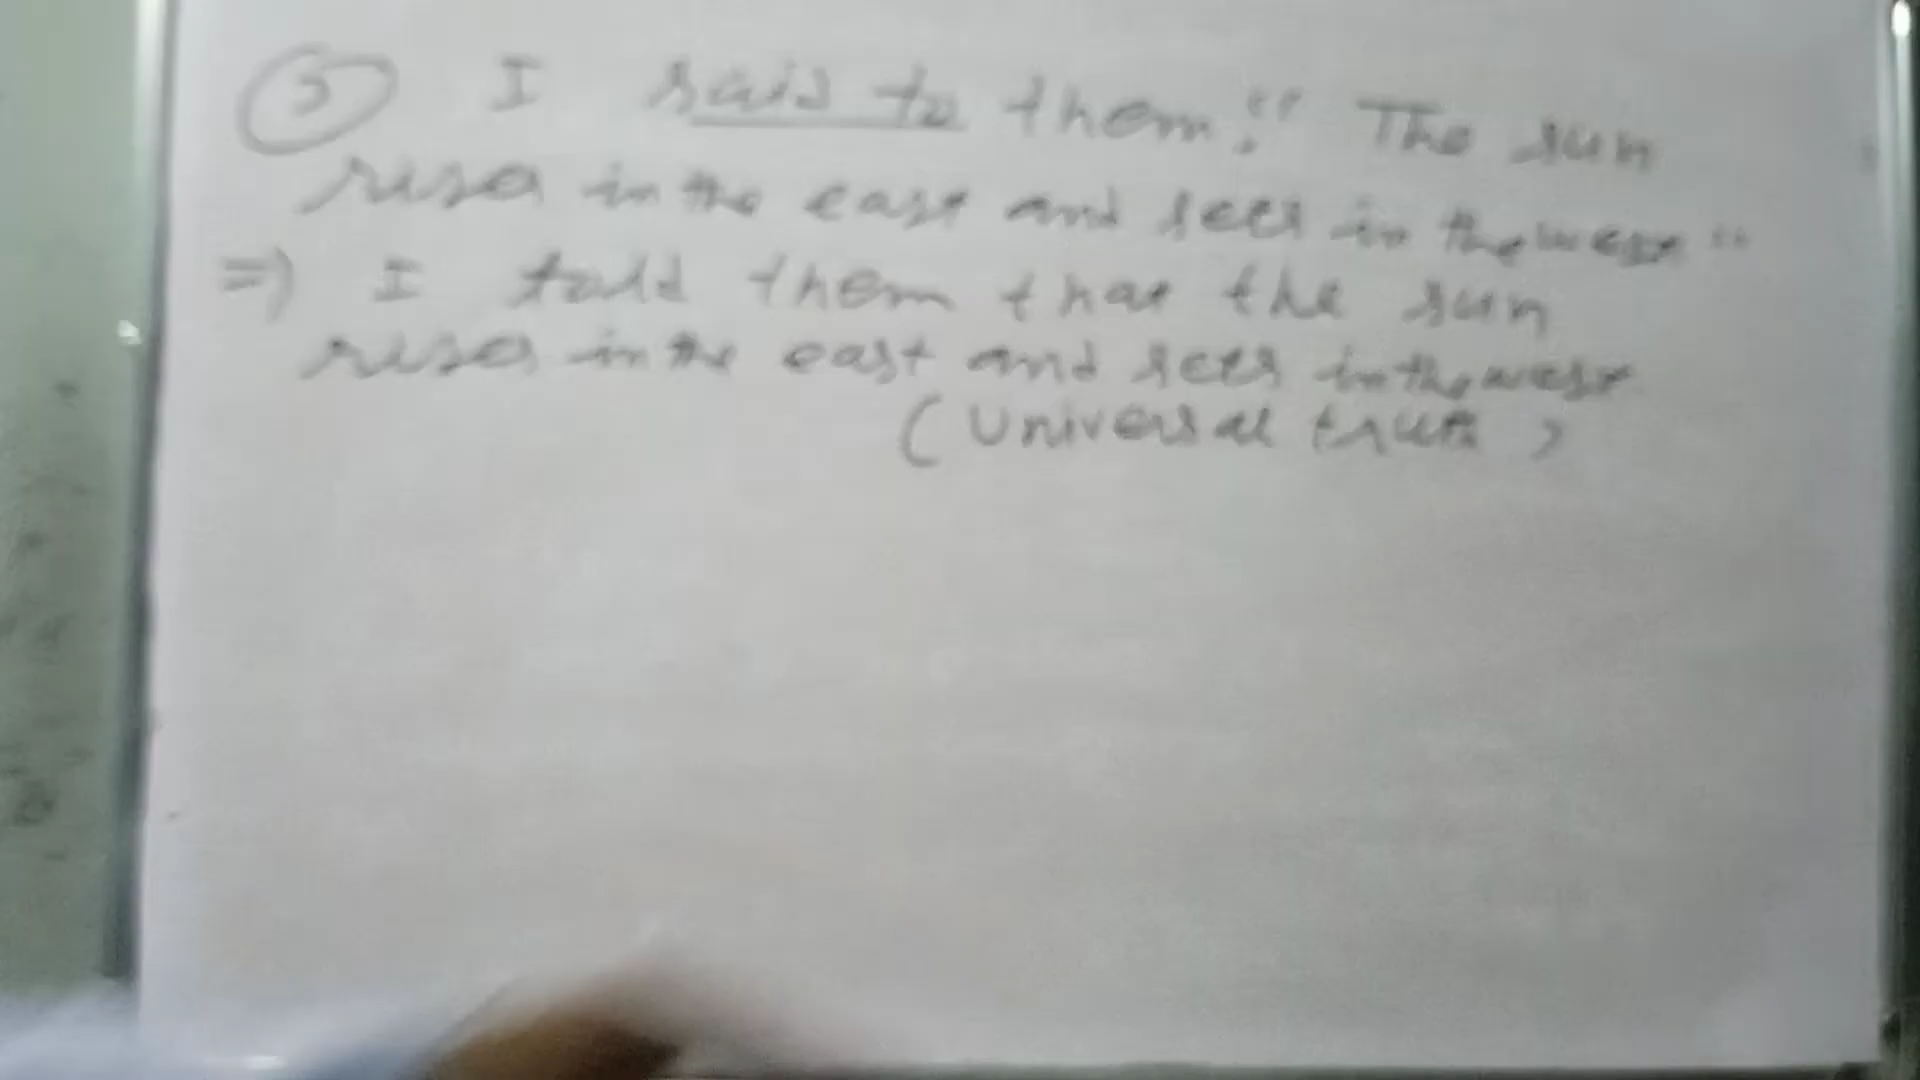 ⑤ I said to them, " The sun
rises in the east and sets in the west "
=) I told them that the sun
rises in the east and sets in the west
( Universal truth )